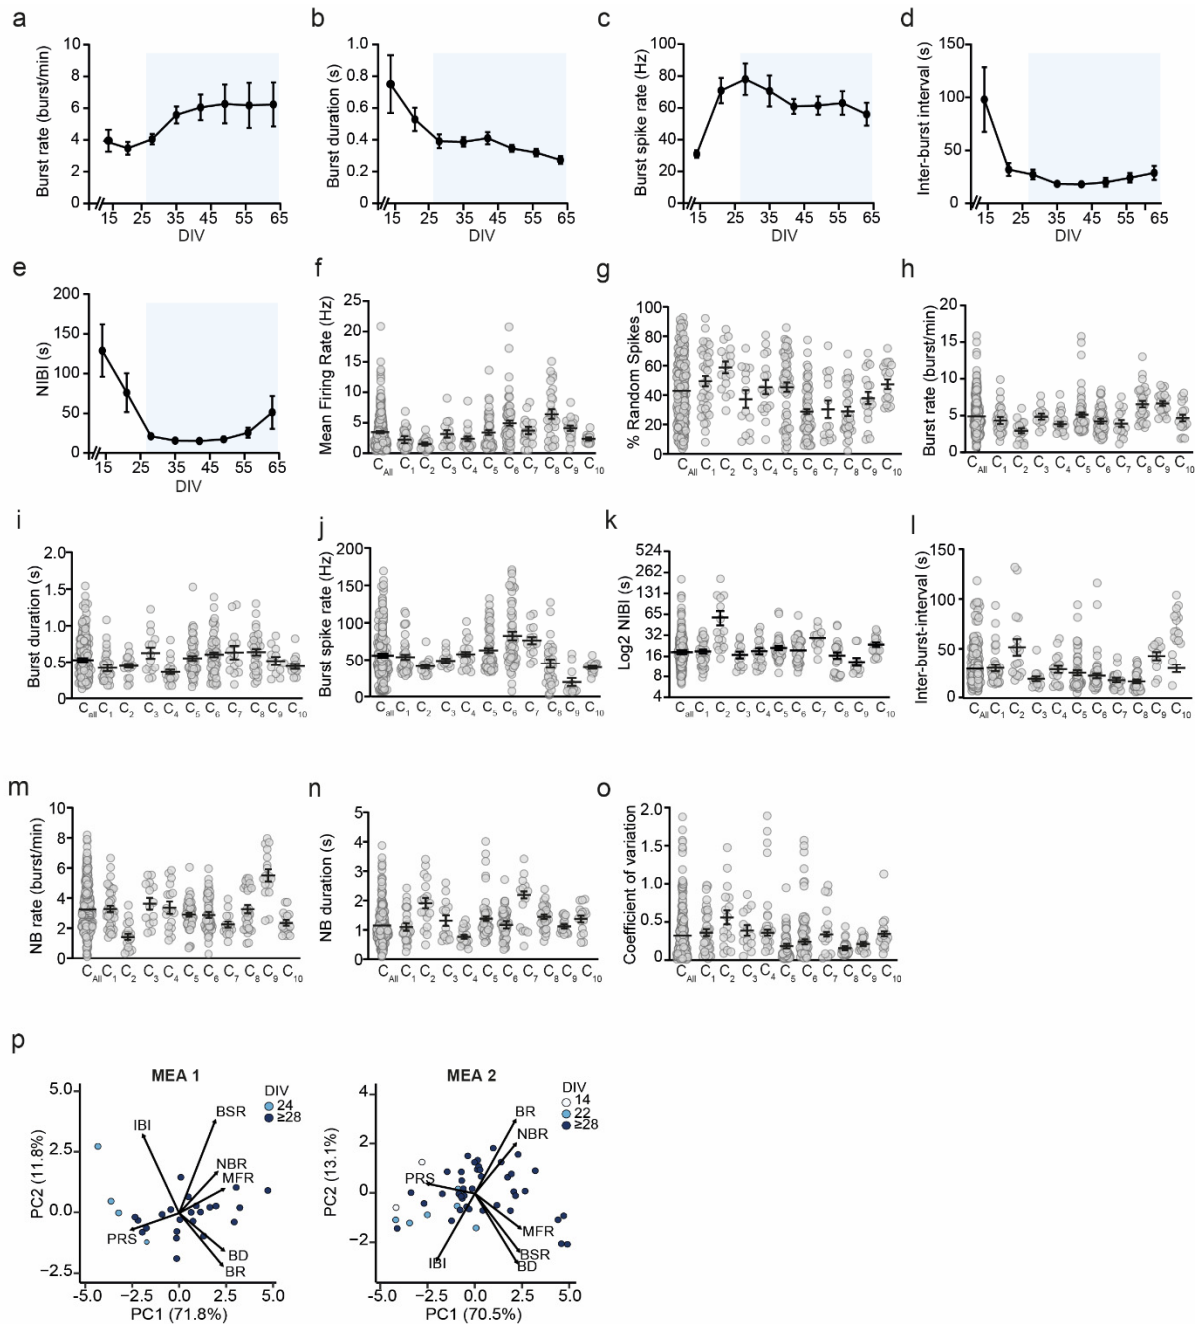 a
Burst rate (burst/min)
10
8
6
4
2
0
15 25 35 45 55 65
DIV
b
Burst duration (s)
1.0
0.8
0.6
0.4
0.2
0
15 25 35 45 55 65
DIV
c
Burst spike rate (Hz)
100
80
60
40
20
0
15 25 35 45 55 65
DIV
d
Inter-burst interval (s)
150
100
50
0
15 25 35 45 55 65
DIV
e
NIBI (s)
200
150
100
50
0
15 25 35 45 55 65
DIV
f
Mean Firing Rate (Hz)
25
20
15
10
5
0
C All C1 C2 C3 C4 C5 C6 C7 C8 C9 C10
g
% Random Spikes
100
80
60
40
20
0
C All C1 C2 C3 C4 C5 C6 C7 C8 C9 C10
h
Burst rate (burst/min)
20
15
10
5
0
C All C1 C2 C3 C4 C5 C6 C7 C8 C9 C10
i
Burst duration (s)
2.0
1.5
1.0
0.5
0
C all C1 C2 C3 C4 C5 C6 C7 C8 C9 C10
j
Burst spike rate (Hz)
200
150
100
50
0
C all C1 C2 C3 C4 C5 C6 C7 C8 C9 C10
k
Log2 NIBI (s)
524
262
131
65
32
16
8
4
C all C1 C2 C3 C4 C5 C6 C7 C8 C9 C10
l
Inter-burst-interval (s)
150
100
50
0
C All C1 C2 C3 C4 C5 C6 C7 C8 C9 C10
m
NB rate (burst/min)
10
8
6
4
2
0
C All C1 C2 C3 C4 C5 C6 C7 C8 C9 C10
n
NB duration (s)
5
4
3
2
1
0
C All C1 C2 C3 C4 C5 C6 C7 C8 C9 C10
o
Coefficient of variation
2.0
1.5
1.0
0.5
0
C All C1 C2 C3 C4 C5 C6 C7 C8 C9 C10
p
MEA 1
PC2 (11.8%)
5.0
2.5
0.0
−2.5
DIV
24
≥28
IBI
BSR
NBR
MFR
PRS
BD
BR
-5.0 −2.5 0.0 2.5 5.0
PC1 (71.8%)
MEA 2
PC2 (13.1%)
4
2
0
−2
DIV
14
22
≥28
BR
NBR
PRS
MFR
BSR
IBI
BD
-5.0 −2.5 0.0 2.5 5.0
PC1 (70.5%)